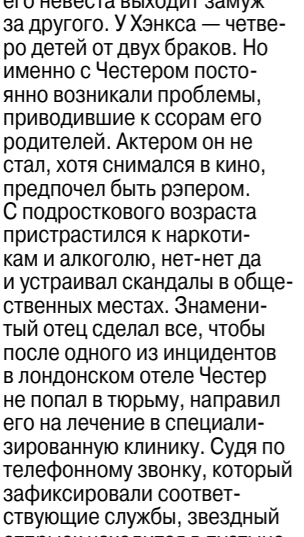 его невеста выходит замуж
за другого. У Хэнкса — четве-
ро детей от двух браков. Но
именно с Честером посто-
янно возникали проблемы,
приводившие к ссорам его
родителей. Актером он не
стал, хотя снимался в кино,
предпочел быть рэпером.
С подросткового возраста
пристрастился к наркоти-
кам и алкоголю, нет-нет да
и устраивал скандалы в обще-
ственных местах. Знамени-
тый отец сделал все, чтобы
после одного из инцидентов
в лондонском отеле Честер
не попал в тюрьму, направил
его на лечение в специали-
зированную клинику. Судя по
телефонному звонку, который
зафиксировали соответ-
ствующие службы, звездный